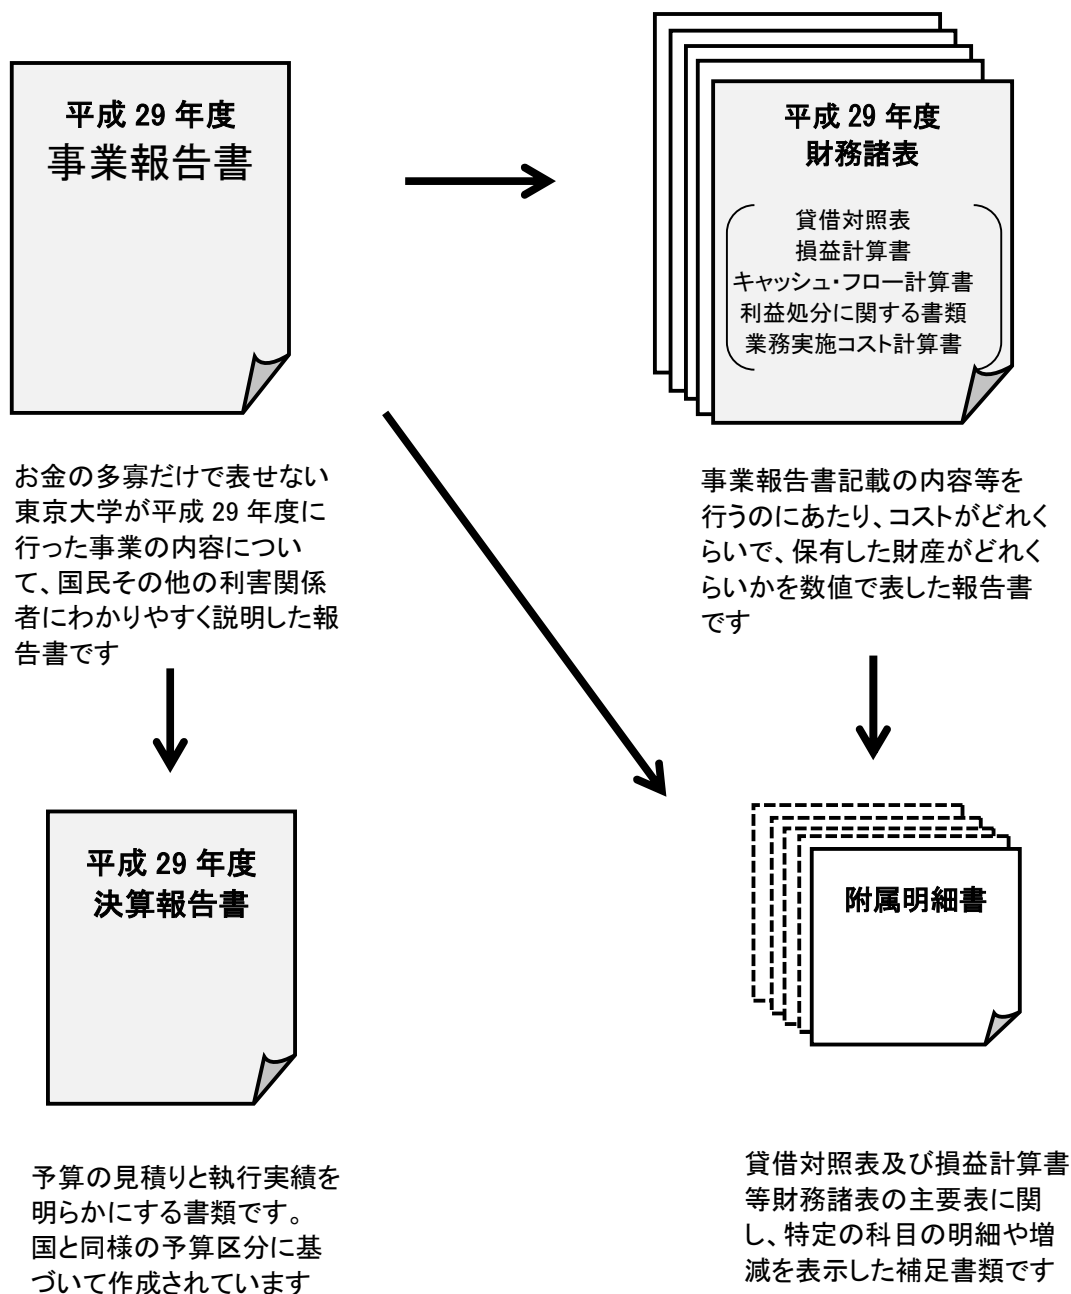 平成 29 年度
事業報告書
平成 29 年度
財務諸表
貸借対照表
損益計算書
キャッシュ・フロー計算書
利益処分に関する書類
業務実施コスト計算書
お金の多寡だけで表せない
東京大学が平成 29 年度に
行った事業の内容につい
て、国民その他の利害関係
者にわかりやすく説明した報
告書です
事業報告書記載の内容等を
行うのにあたり、コストがどれく
らいで、保有した財産がどれく
らいかを数値で表した報告書
です
平成 29 年度
決算報告書
附属明細書
予算の見積りと執行実績を
明らかにする書類です。
国と同様の予算区分に基
づいて作成されています
貸借対照表及び損益計算書
等財務諸表の主要表に関
し、特定の科目の明細や増
減を表示した補足書類です